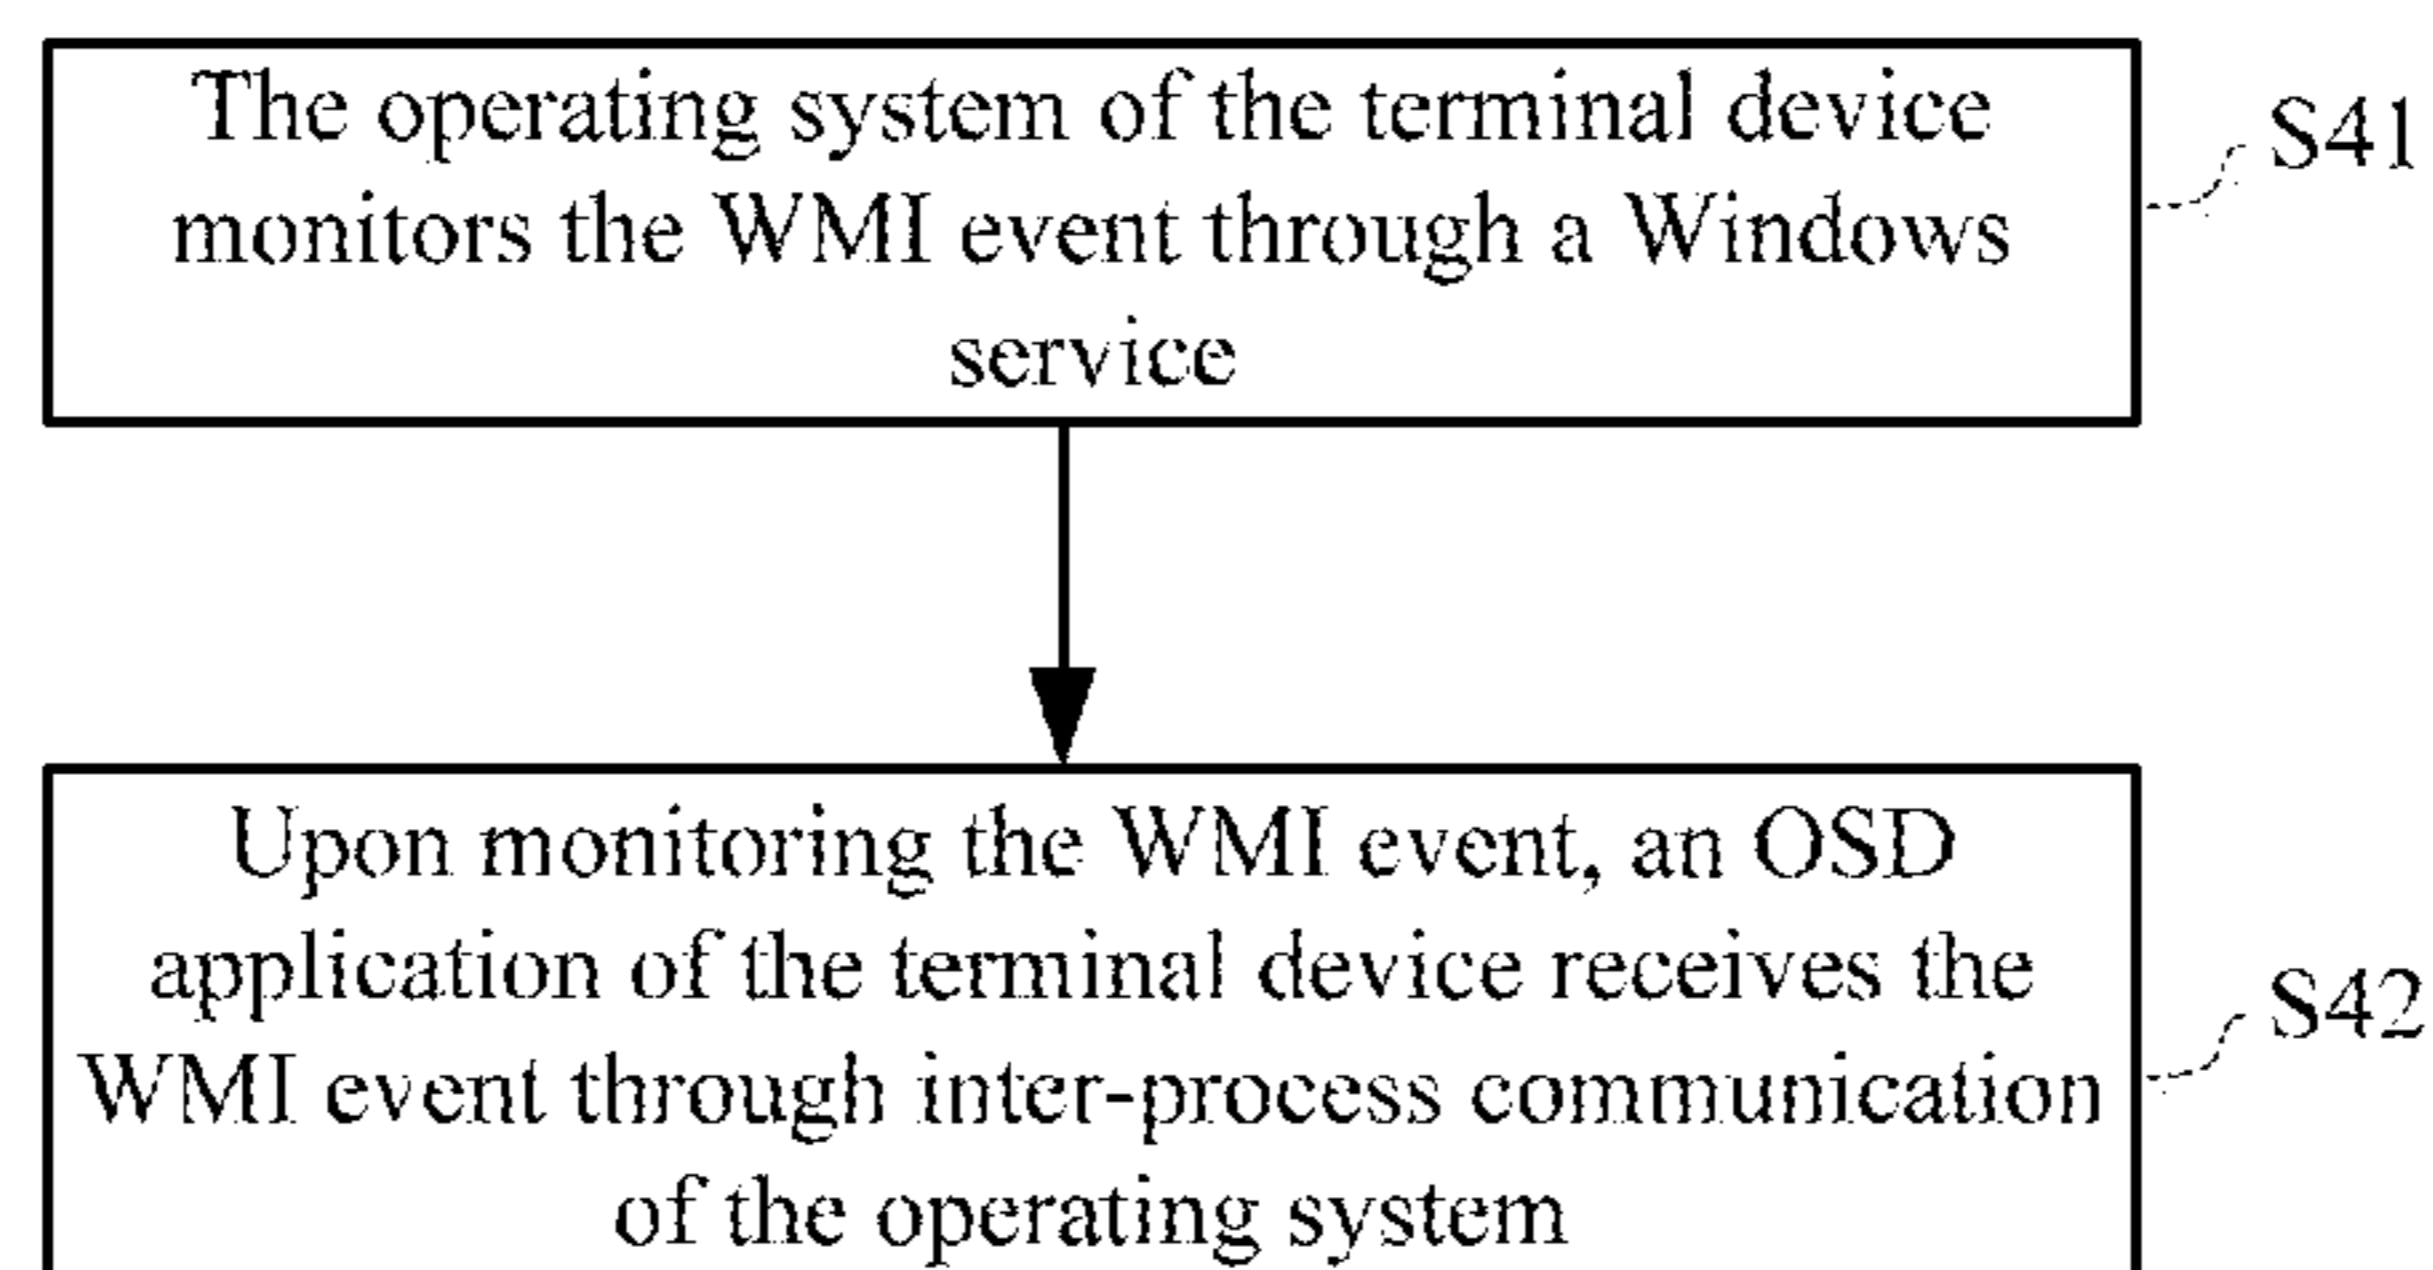 The operating system of the terminal device
monitors the WMI event through a Windows
service
S41
Upon monitoring the WMI event, an OSD
application of the terminal device receives the
WMI event through inter-process communication
of the operating system
S42